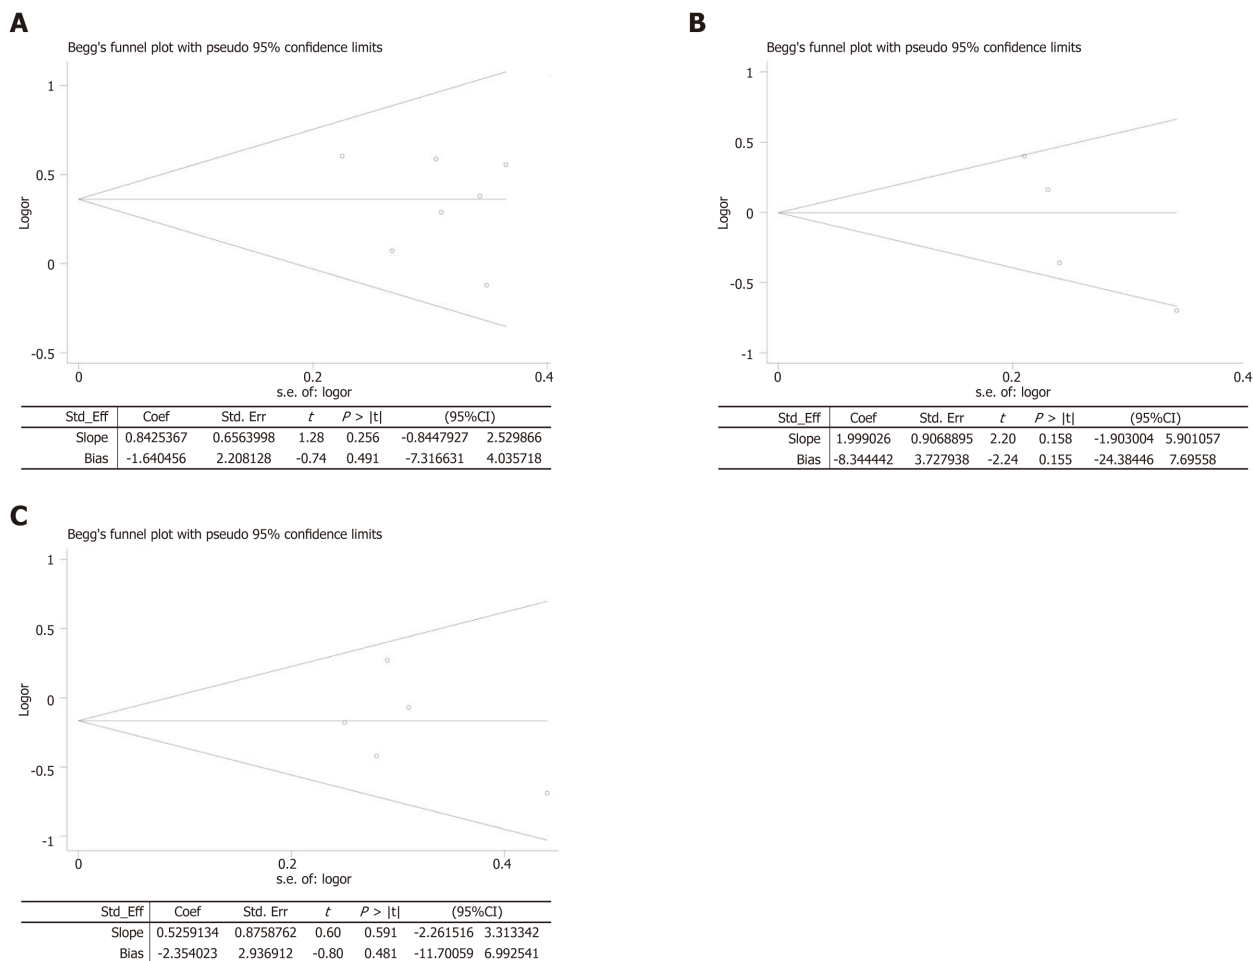 A
Begg's funnel plot with pseudo 95% confidence limits
1
0.5
0
-0.5
Logor
0 0.2 0.4
s.e. of: logor
Std_Eff Coef Std. Err t P > |t| (95%CI)
Slope 0.8425367 0.6563998 1.28 0.256 -0.8447927 2.529866
Bias -1.640456 2.208128 -0.74 0.491 -7.316631 4.035718
B
Begg's funnel plot with pseudo 95% confidence limits
1
0.5
0
-0.5
-1
Logor
0 0.2 0.4
s.e. of: logor
Std_Eff Coef Std. Err t P > |t| (95%CI)
Slope 1.999026 0.9068895 2.20 0.158 -1.903004 5.901057
Bias -8.344442 3.727938 -2.24 0.155 -24.38446 7.69558
C
Begg's funnel plot with pseudo 95% confidence limits
1
0.5
0
-0.5
-1
Logor
0 0.2 0.4
s.e. of: logor
Std_Eff Coef Std. Err t P > |t| (95%CI)
Slope 0.5259134 0.8758762 0.60 0.591 -2.261516 3.313342
Bias -2.354023 2.936912 -0.80 0.481 -11.70059 6.992541